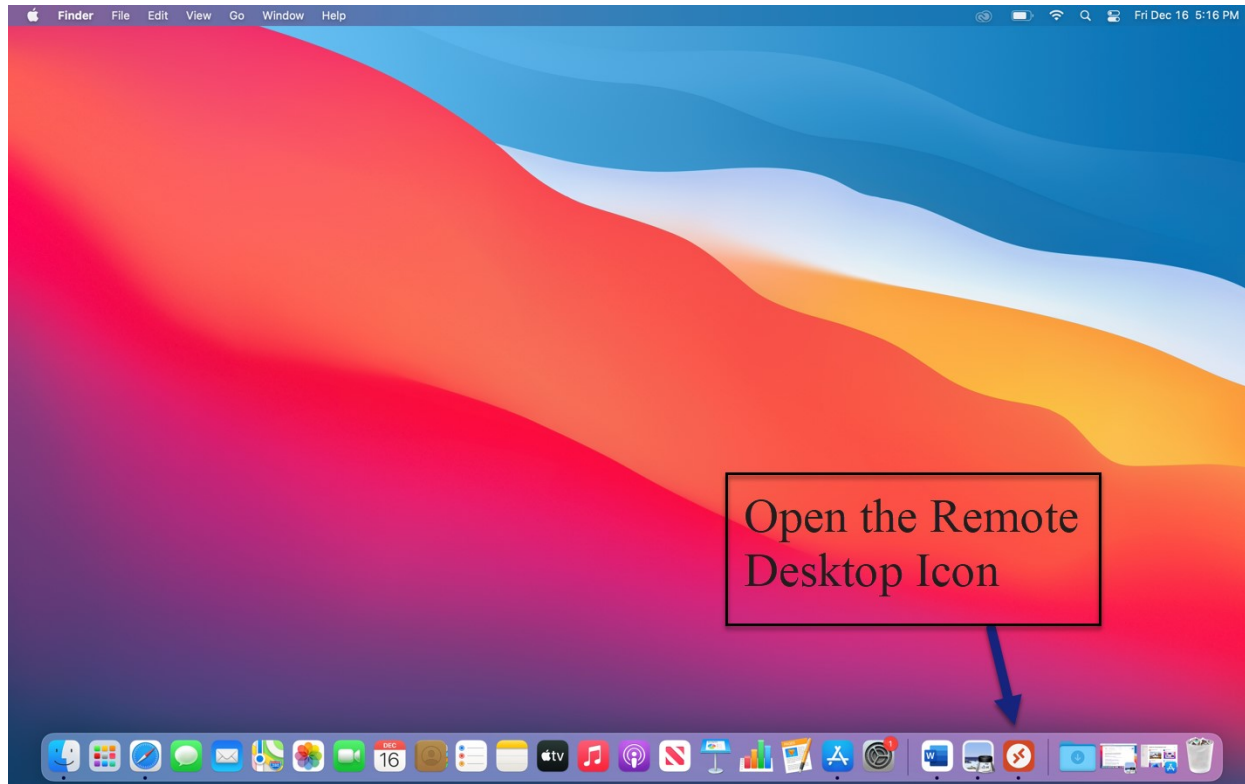 Finder File Edit View Go Window Help
Fri Dec 16 5:16 PM
Open the Remote
Desktop Icon
DEC
16
tv
1
W